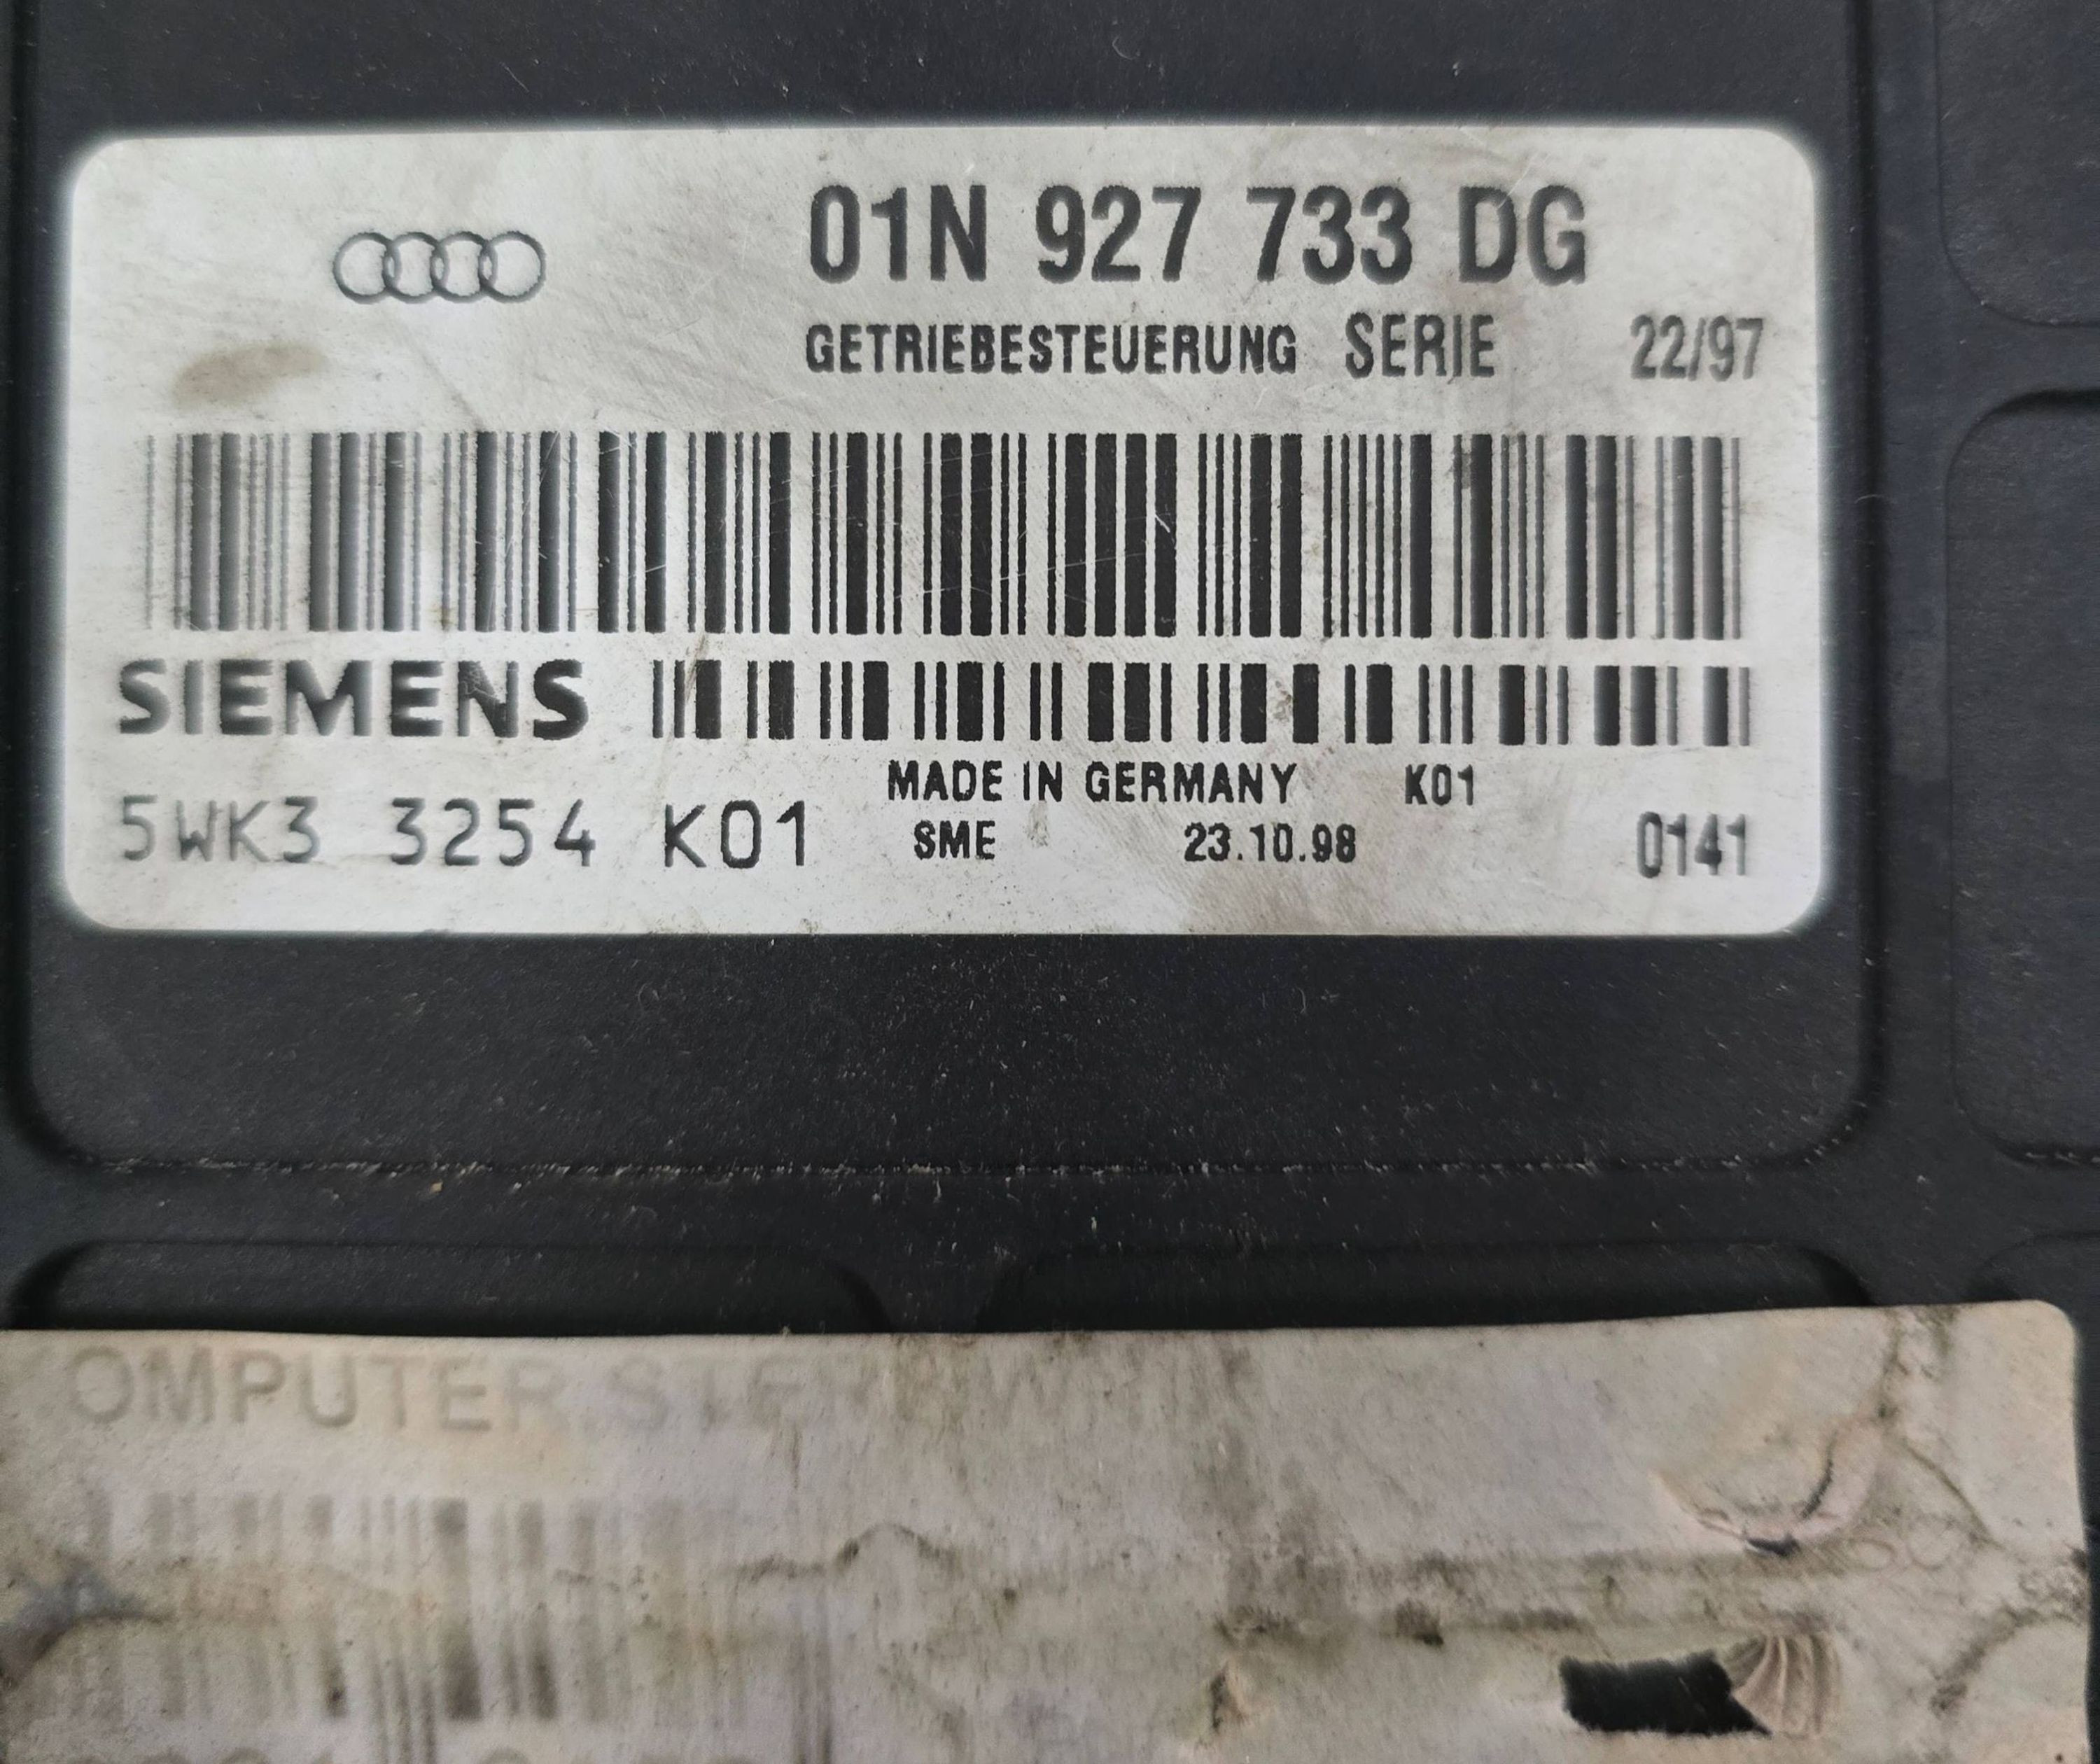 01N 927 733 DG
GETRIEBESTEUERUNG SERIE 22/97
SIEMENS
MADE IN GERMANY K01
5WK3 3254 K01 SME 23.10.98 0141
OMPUTER